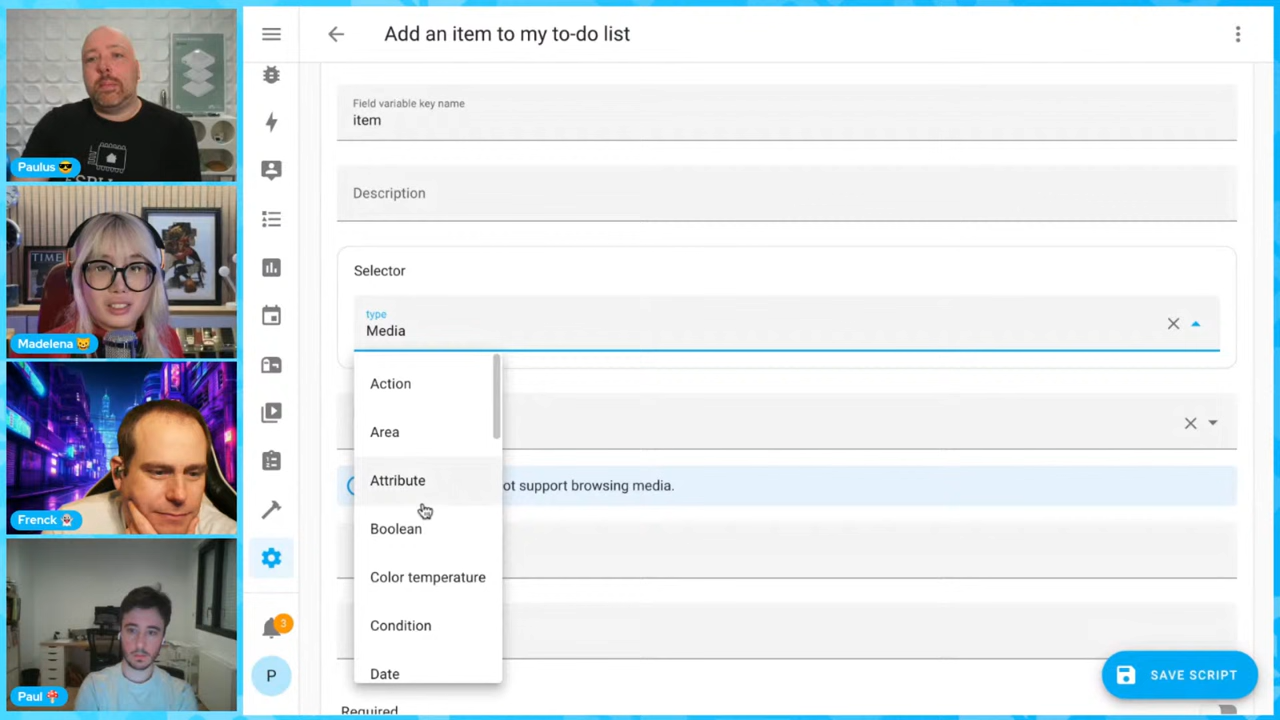 Add an item to my to-do list
Field variable key name
item
Description
Selector
type
Media
Action
Area
Attribute
Boolean
Color temperature
Condition
Date
ot support browsing media.
Required
SAVE SCRIPT
3
P
Paulus
TIME
Madelena
Frenck
Paul